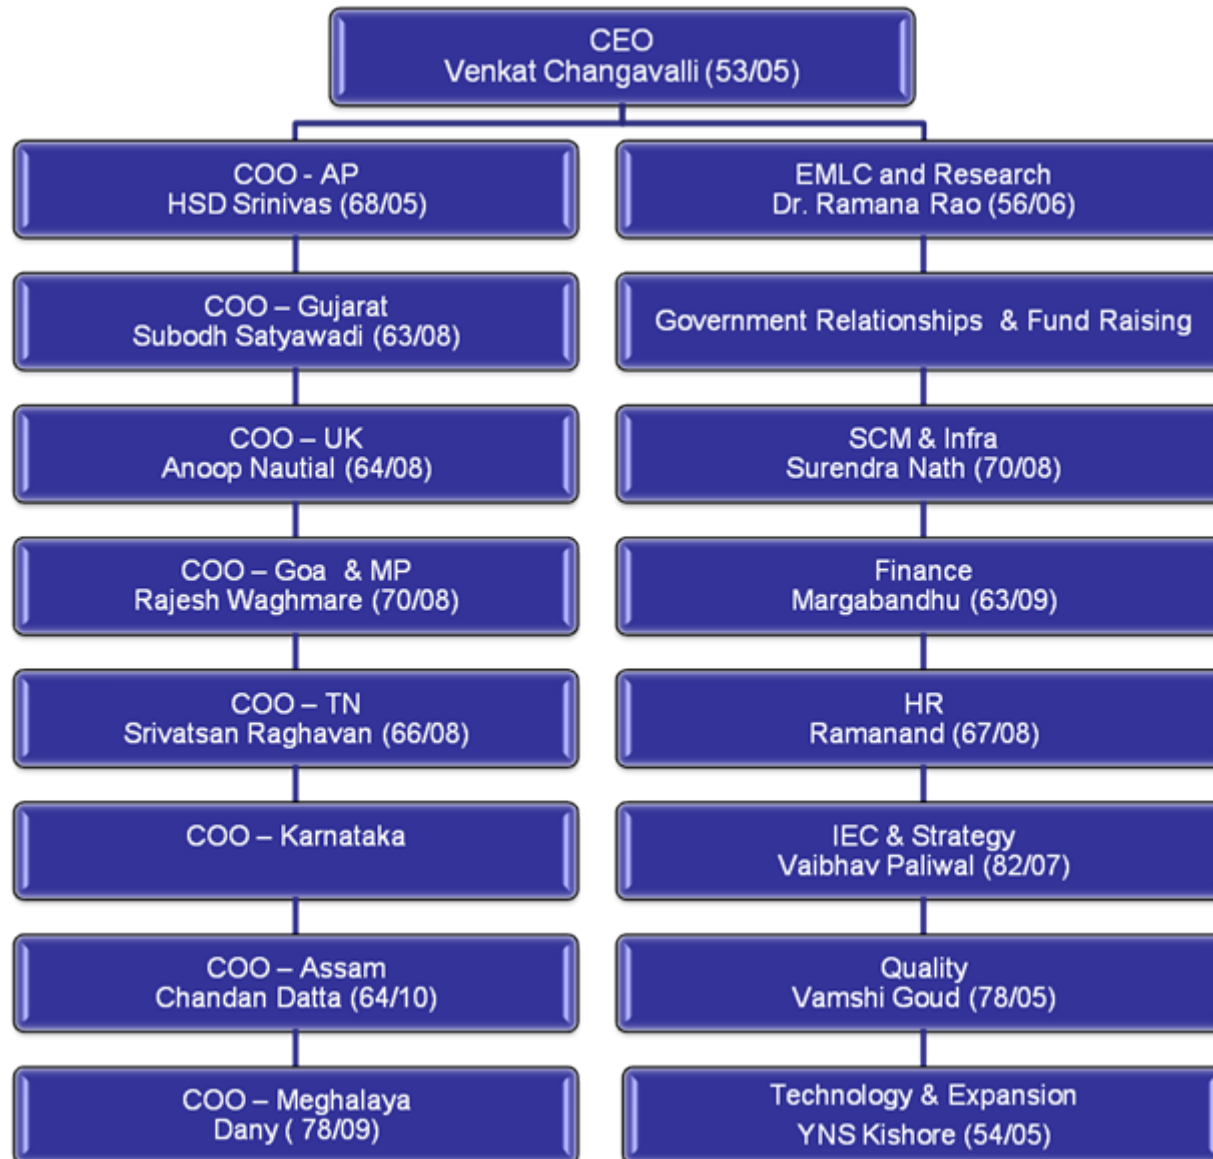 CEO
Venkat Changavalli (53/05)
COO - AP
HSD Srinivas (68/05)
COO – Gujarat
Subodh Satyawadi (63/08)
COO – UK
Anoop Nautial (64/08)
COO – Goa & MP
Rajesh Waghmare (70/08)
COO – TN
Srivatsan Raghavan (66/08)
COO – Karnataka
COO – Assam
Chandan Datta (64/10)
COO – Meghalaya
Dany ( 78/09)
EMLC and Research
Dr. Ramana Rao (56/06)
Government Relationships & Fund Raising
SCM & Infra
Surendra Nath (70/08)
Finance
Margabandhu (63/09)
HR
Ramanand (67/08)
IEC & Strategy
Vaibhav Paliwal (82/07)
Quality
Vamshi Goud (78/05)
Technology & Expansion
YNS Kishore (54/05)